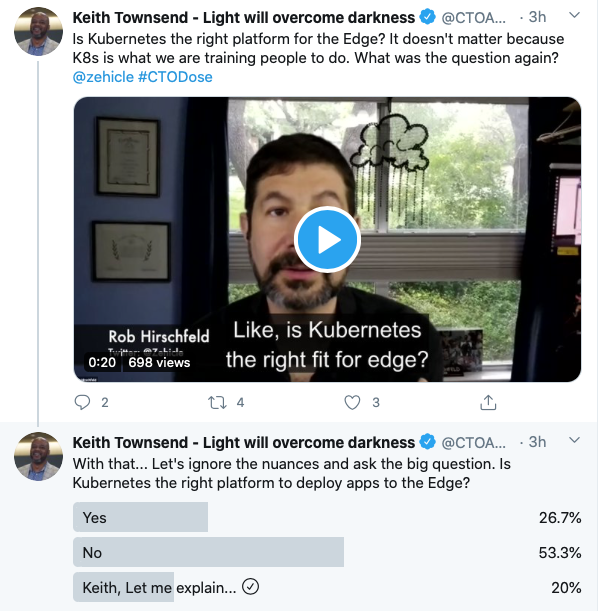 Keith Townsend - Light will overcome darkness @CTOA... · 3h
Is Kubernetes the right platform for the Edge? It doesn't matter because
K8s is what we are training people to do. What was the question again?
@zehicle #CTODose
Rob Hirschfeld
Twitter: @Zehicle
Like, is Kubernetes
the right fit for edge?
0:20 698 views
2 4 3
Keith Townsend - Light will overcome darkness @CTOA... · 3h
With that... Let's ignore the nuances and ask the big question. Is
Kubernetes the right platform to deploy apps to the Edge?
Yes 26.7%
No 53.3%
Keith, Let me explain... 20%